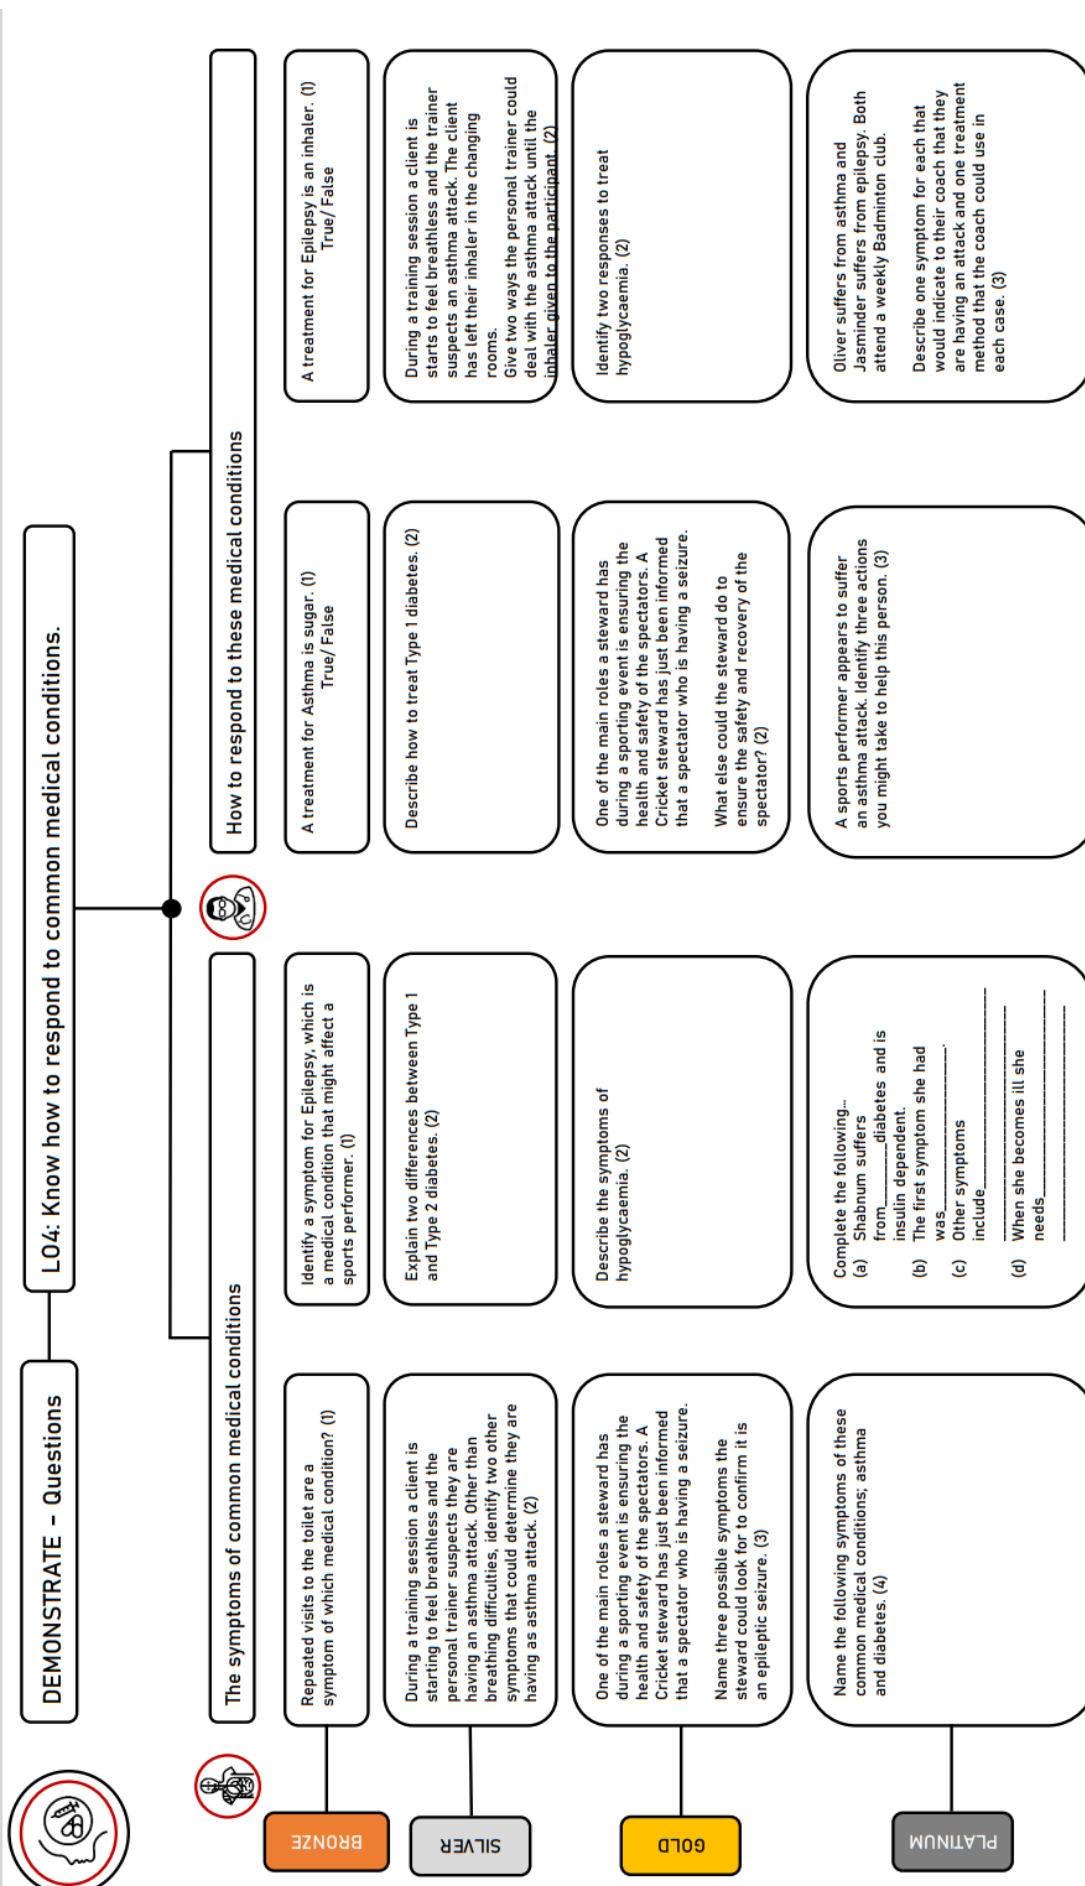 DEMONSTRATE – Questions
LO4: Know how to respond to common medical conditions.
The symptoms of common medical conditions
How to respond to these medical conditions
BRONZE
Repeated visits to the toilet are a
symptom of which medical condition? (1)
Identify a symptom for Epilepsy, which is
a medical condition that might affect a
sports performer. (1)
A treatment for Asthma is sugar. (1)
True/ False
A treatment for Epilepsy is an inhaler. (1)
True/ False
SILVER
During a training session a client is
starting to feel breathless and the
personal trainer suspects they are
having an asthma attack. Other than
breathing difficulties, identify two other
symptoms that could determine they are
having as asthma attack. (2)
Explain two differences between Type 1
and Type 2 diabetes. (2)
Describe how to treat Type 1 diabetes. (2)
During a training session a client is
starts to feel breathless and the trainer
suspects an asthma attack. The client
has left their inhaler in the changing
rooms.
Give two ways the personal trainer could
deal with the asthma attack until the
inhaler given to the participant. (2)
GOLD
One of the main roles a steward has
during a sporting event is ensuring the
health and safety of the spectators. A
Cricket steward has just been informed
that a spectator who is having a seizure.
Name three possible symptoms the
steward could look for to confirm it is
an epileptic seizure. (3)
Describe the symptoms of
hypoglycaemia. (2)
One of the main roles a steward has
during a sporting event is ensuring the
health and safety of the spectators. A
Cricket steward has just been informed
that a spectator who is having a seizure.
What else could the steward do to
ensure the safety and recovery of the
spectator? (2)
Identify two responses to treat
hypoglycaemia. (2)
PLATINUM
Name the following symptoms of these
common medical conditions; asthma
and diabetes. (4)
Complete the following...
(a) Shabnum suffers
from______diabetes and is
insulin dependent.
(b) The first symptom she had
was______________.
(c) Other symptoms
include_________________________
_________________________
(d) When she becomes ill she
needs______________________
_________________________
A sports performer appears to suffer
an asthma attack. Identify three actions
you might take to help this person. (3)
Oliver suffers from asthma and
Jasminder suffers from epilepsy. Both
attend a weekly Badminton club.
Describe one symptom for each that
would indicate to their coach that they
are having an attack and one treatment
method that the coach could use in
each case. (3)